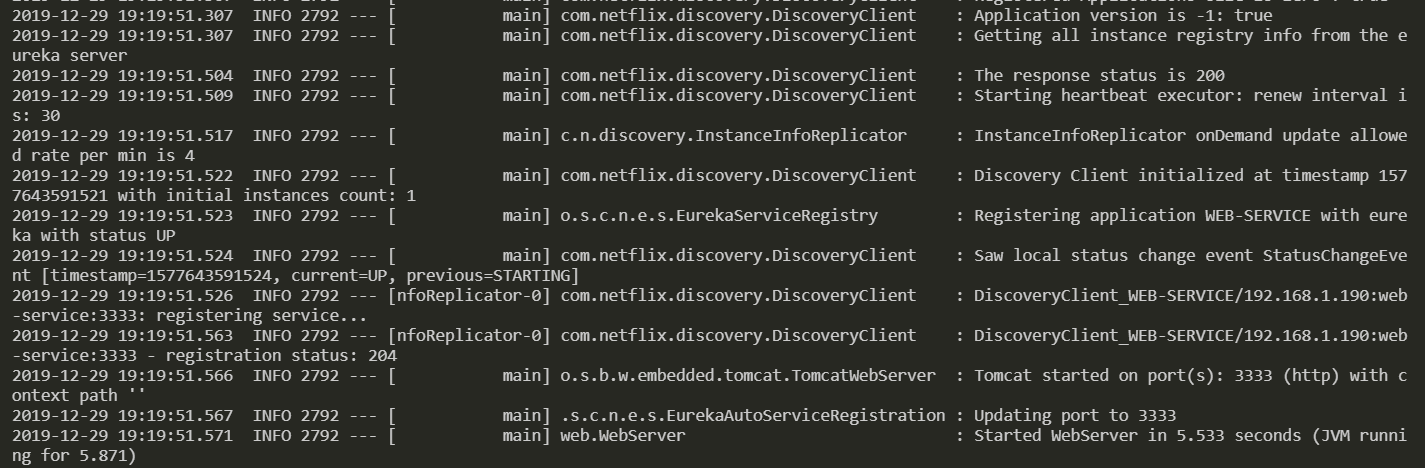 2019-12-29 19:19:51.307  INFO 2792 --- [           main] com.netflix.discovery.DiscoveryClient    : Application version is -1: true
2019-12-29 19:19:51.307  INFO 2792 --- [           main] com.netflix.discovery.DiscoveryClient    : Getting all instance registry info from the e
ureka server
2019-12-29 19:19:51.504  INFO 2792 --- [           main] com.netflix.discovery.DiscoveryClient    : The response status is 200
2019-12-29 19:19:51.509  INFO 2792 --- [           main] com.netflix.discovery.DiscoveryClient    : Starting heartbeat executor: renew interval i
s: 30
2019-12-29 19:19:51.517  INFO 2792 --- [           main] c.n.discovery.InstanceInfoReplicator     : InstanceInfoReplicator onDemand update allowe
d rate per min is 4
2019-12-29 19:19:51.522  INFO 2792 --- [           main] com.netflix.discovery.DiscoveryClient    : Discovery Client initialized at timestamp 157
7643591521 with initial instances count: 1
2019-12-29 19:19:51.523  INFO 2792 --- [           main] o.s.c.n.e.s.EurekaServiceRegistry        : Registering application WEB-SERVICE with eure
ka with status UP
2019-12-29 19:19:51.524  INFO 2792 --- [           main] com.netflix.discovery.DiscoveryClient    : Saw local status change event StatusChangeEve
nt [timestamp=1577643591524, current=UP, previous=STARTING]
2019-12-29 19:19:51.526  INFO 2792 --- [nfoReplicator-0] com.netflix.discovery.DiscoveryClient    : DiscoveryClient_WEB-SERVICE/192.168.1.190:web
-service:3333: registering service...
2019-12-29 19:19:51.563  INFO 2792 --- [nfoReplicator-0] com.netflix.discovery.DiscoveryClient    : DiscoveryClient_WEB-SERVICE/192.168.1.190:web
-service:3333 - registration status: 204
2019-12-29 19:19:51.566  INFO 2792 --- [           main] o.s.b.w.embedded.tomcat.TomcatWebServer  : Tomcat started on port(s): 3333 (http) with c
ontext path ''
2019-12-29 19:19:51.567  INFO 2792 --- [           main] .s.c.n.e.s.EurekaAutoServiceRegistration : Updating port to 3333
2019-12-29 19:19:51.571  INFO 2792 --- [           main] web.WebServer                            : Started WebServer in 5.533 seconds (JVM runni
ng for 5.871)